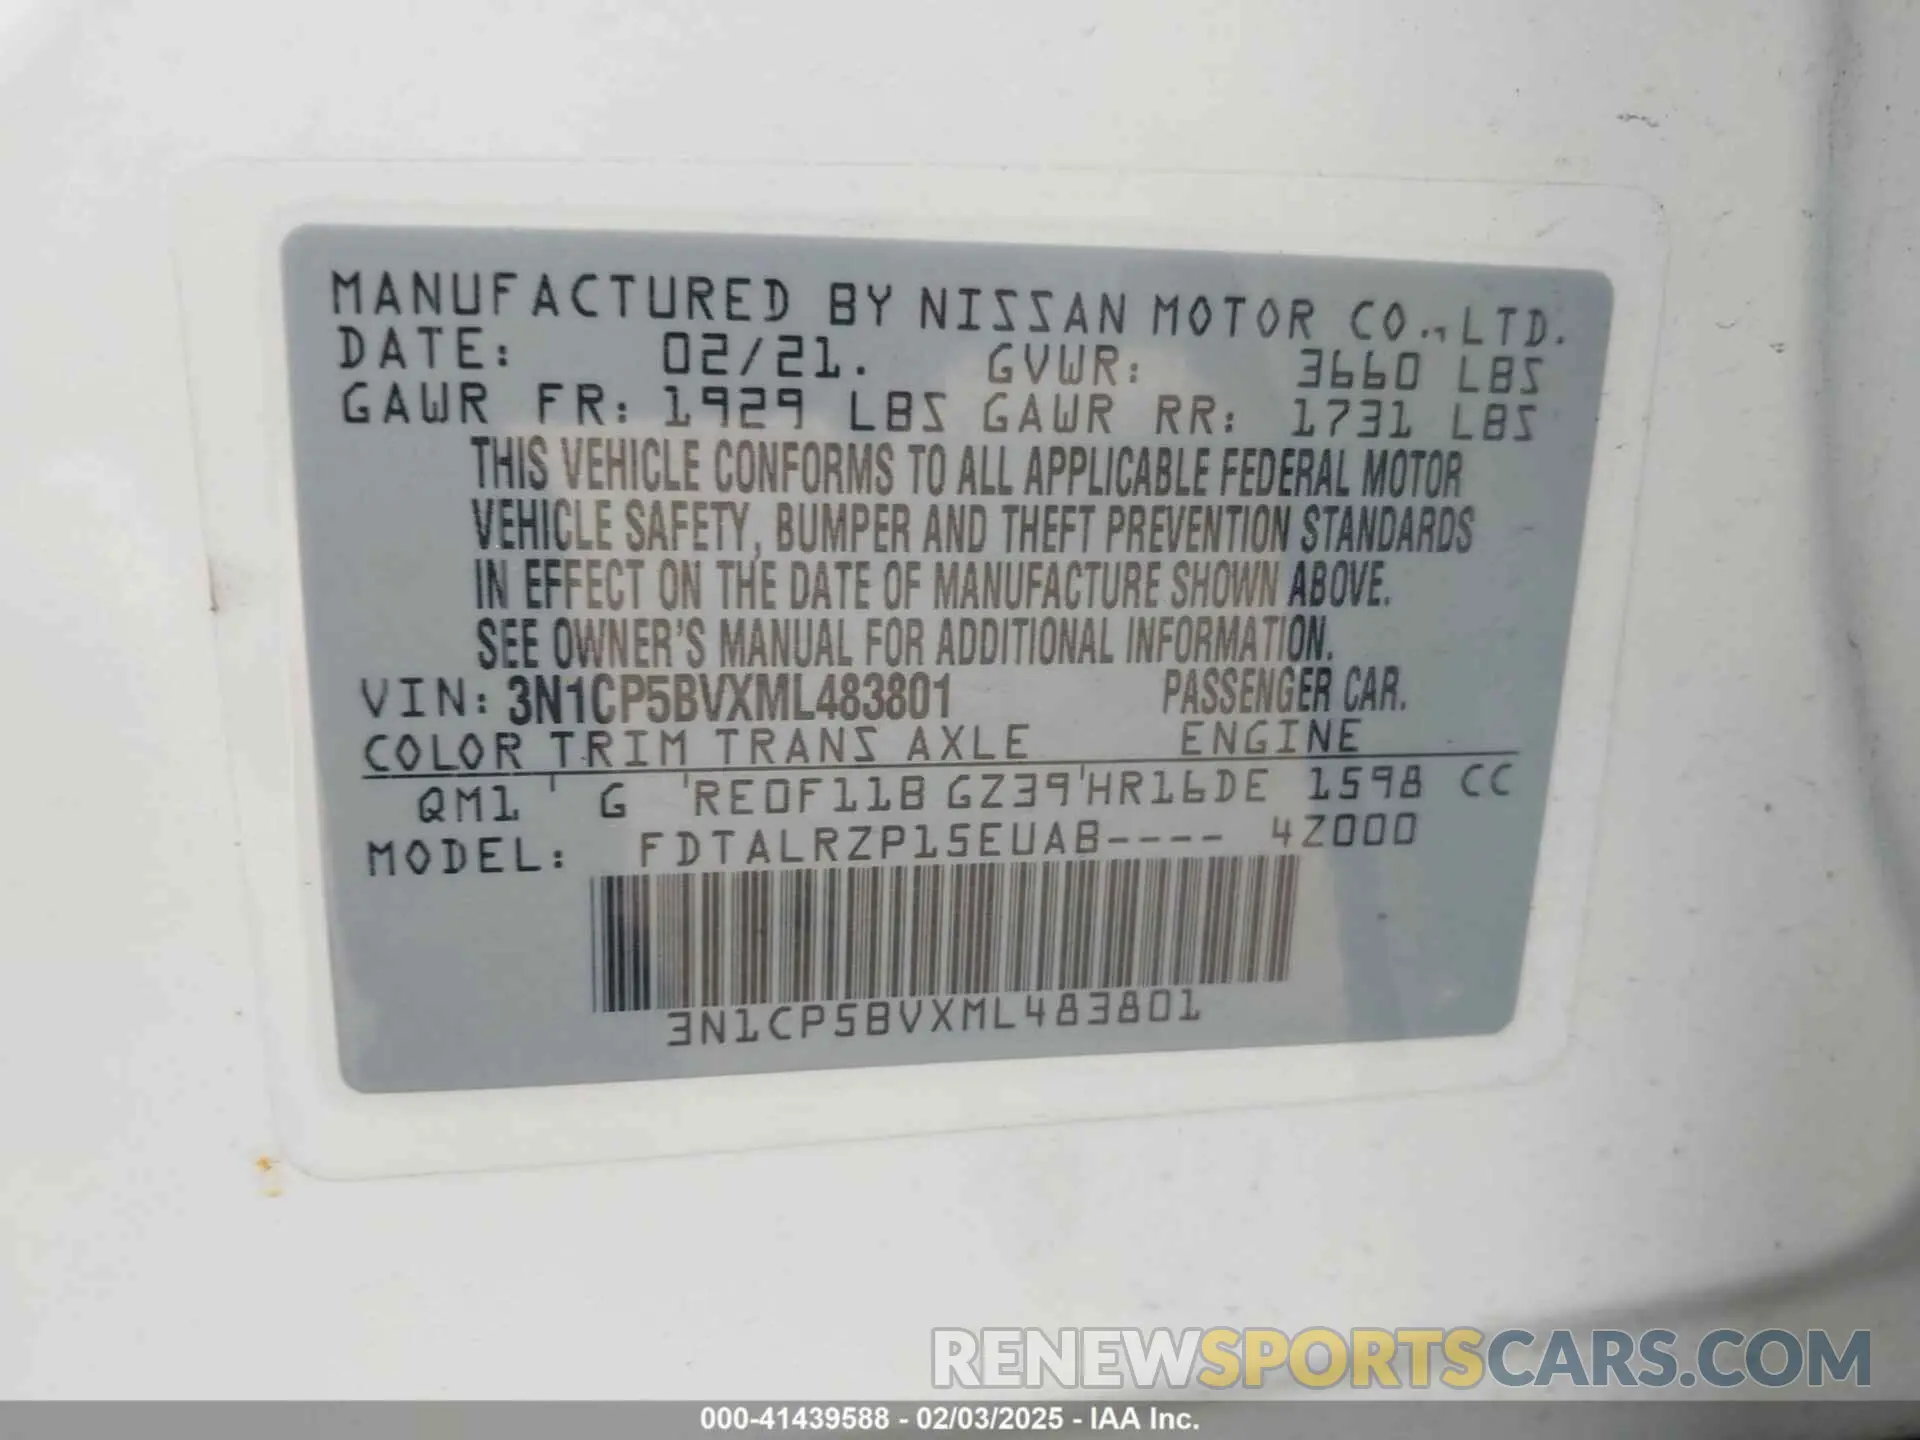 MANUFACTURED BY NISSAN MOTOR CO., LTD.
DATE: 02/21. GVWR: 3660 LBS
GAWR FR: 1929 LBS GAWR RR: 1731 LBS
THIS VEHICLE CONFORMS TO ALL APPLICABLE FEDERAL MOTOR
VEHICLE SAFETY, BUMPER AND THEFT PREVENTION STANDARDS
IN EFFECT ON THE DATE OF MANUFACTURE SHOWN ABOVE.
SEE OWNER'S MANUAL FOR ADDITIONAL INFORMATION.
VIN: 3N1CP5BVXML483801 PASSENGER CAR.
COLOR TRIM TRANS AXLE ENGINE
QM1 ' G 'RE0F11B GZ39'HR16DE 1598 CC
MODEL: FDTALRZP15EUAB---- 4Z000
3N1CP5BVXML483801
RENEWSPORTSCARS.COM
000-41439588 - 02/03/2025 - IAA Inc.